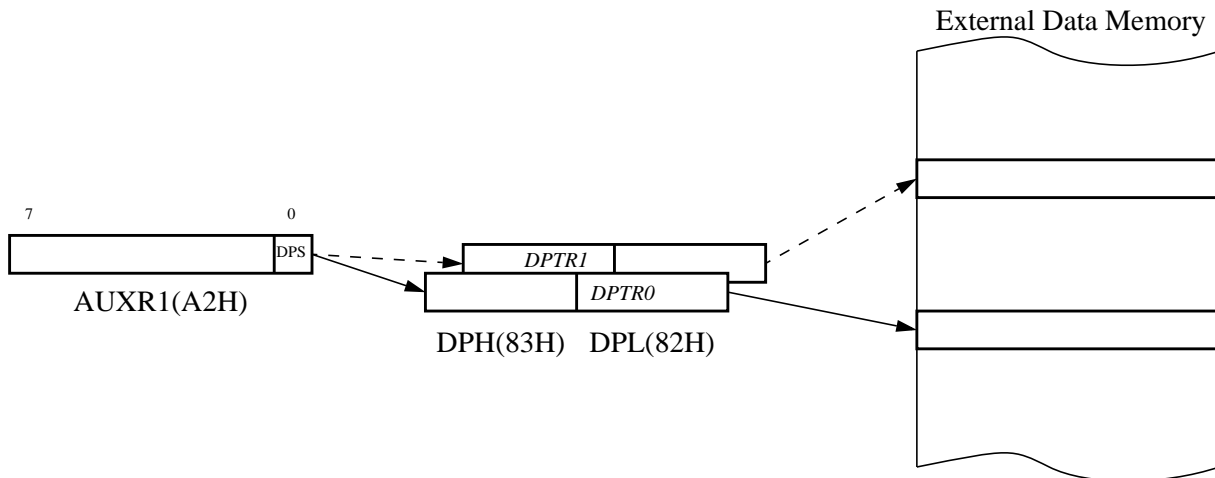 External Data Memory
7 0
DPS
DPTR1
AUXR1(A2H)
DPTR0
DPH(83H) DPL(82H)